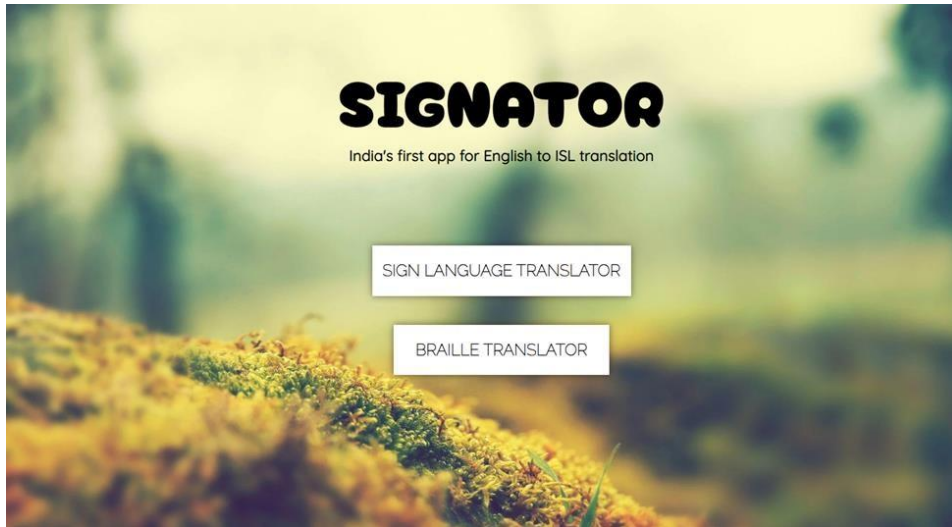 SIGNATOR
India's first app for English to ISL translation
SIGN LANGUAGE TRANSLATOR
BRAILLE TRANSLATOR